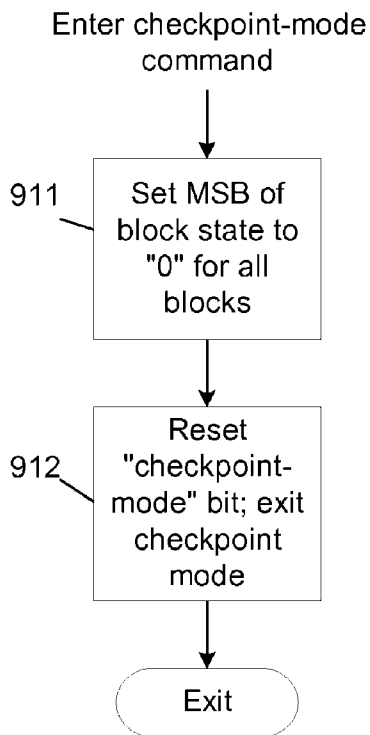 Enter checkpoint-mode
command
911
Set MSB of
block state to
"0" for all
blocks
912
Reset
"checkpoint-
mode" bit; exit
checkpoint
mode
Exit